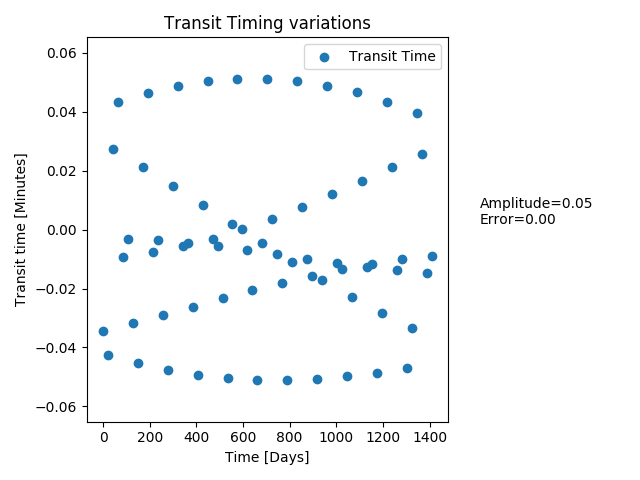 Transit Timing variations
Transit Time
Transit time [Minutes]
0.06
0.04
0.02
0.00
−0.02
−0.04
−0.06
0 200 400 600 800 1000 1200 1400
Time [Days]
Amplitude=0.05
Error=0.00